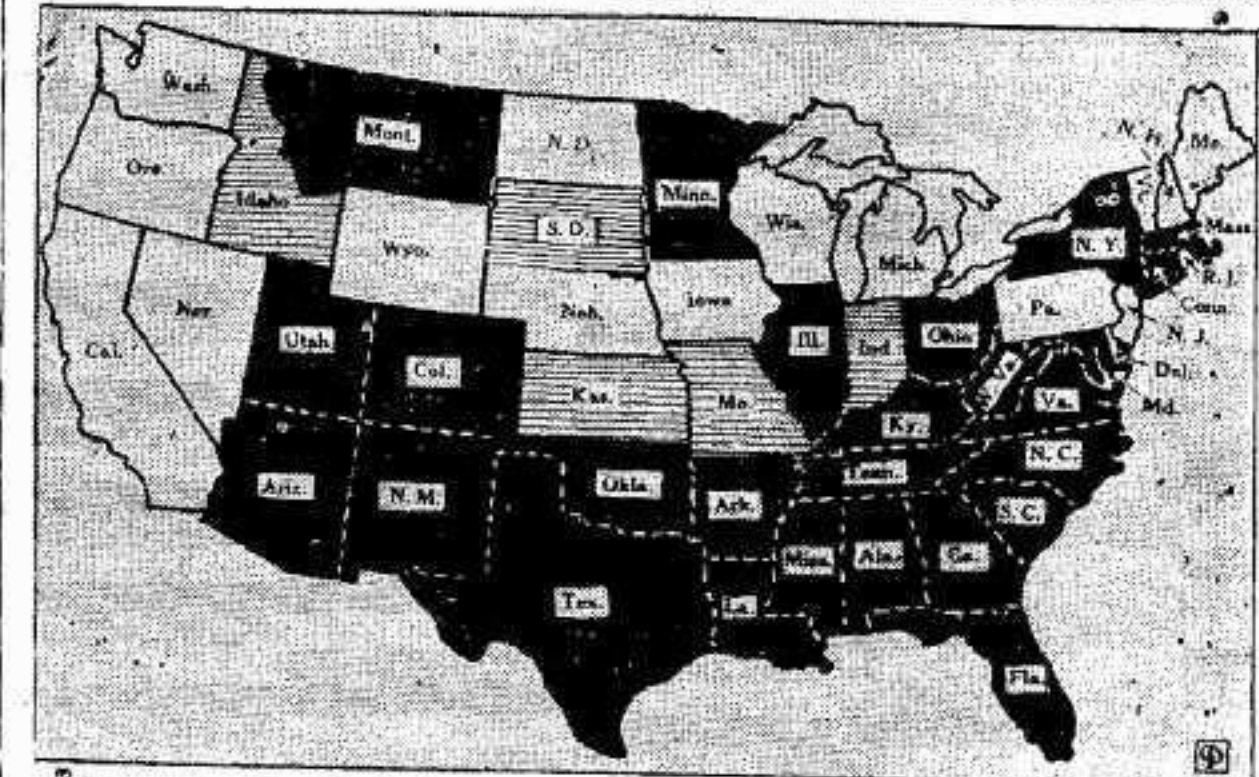 Wash.
Mont.
N. D.
Minn.
Ore.
Idaho
S. D.
Wis.
Mich.
N. H.
Me.
Mass.
N. Y.
R. I.
Conn.
Wyo.
Nev.
Neb.
Iowa
Pa.
N. J.
Utah
Col.
Ill.
Ind.
Ohio
Cal.
Kas.
Mo.
Ky.
Va.
Del.
Md.
Ariz.
N. M.
Okla.
Ark.
Tenn.
N. C.
S. C.
Miss.
Ala.
Ga.
Tex.
La.
Fla.